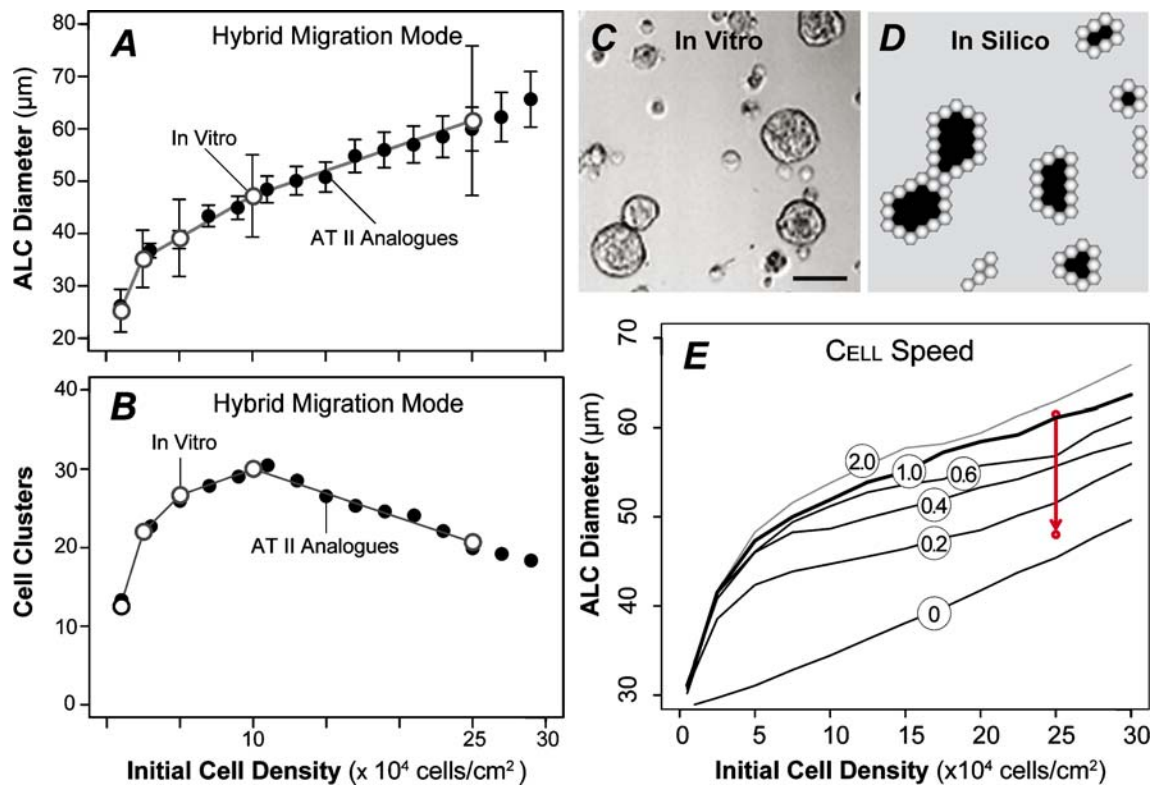 A
Hybrid Migration Mode
ALC Diameter (μm)
80
70
60
50
40
30
20
In Vitro
AT II Analogues
B
Hybrid Migration Mode
Cell Clusters
40
30
20
10
0
In Vitro
AT II Analogues
10
25
30
Initial Cell Density (x 10⁴ cells/cm²)
C
In Vitro
D
In Silico
E
CELL Speed
ALC Diameter (μm)
70
60
50
40
30
2.0
1.0
0.6
0.4
0.2
0
0
5
10
15
20
25
30
Initial Cell Density (x10⁴ cells/cm²)